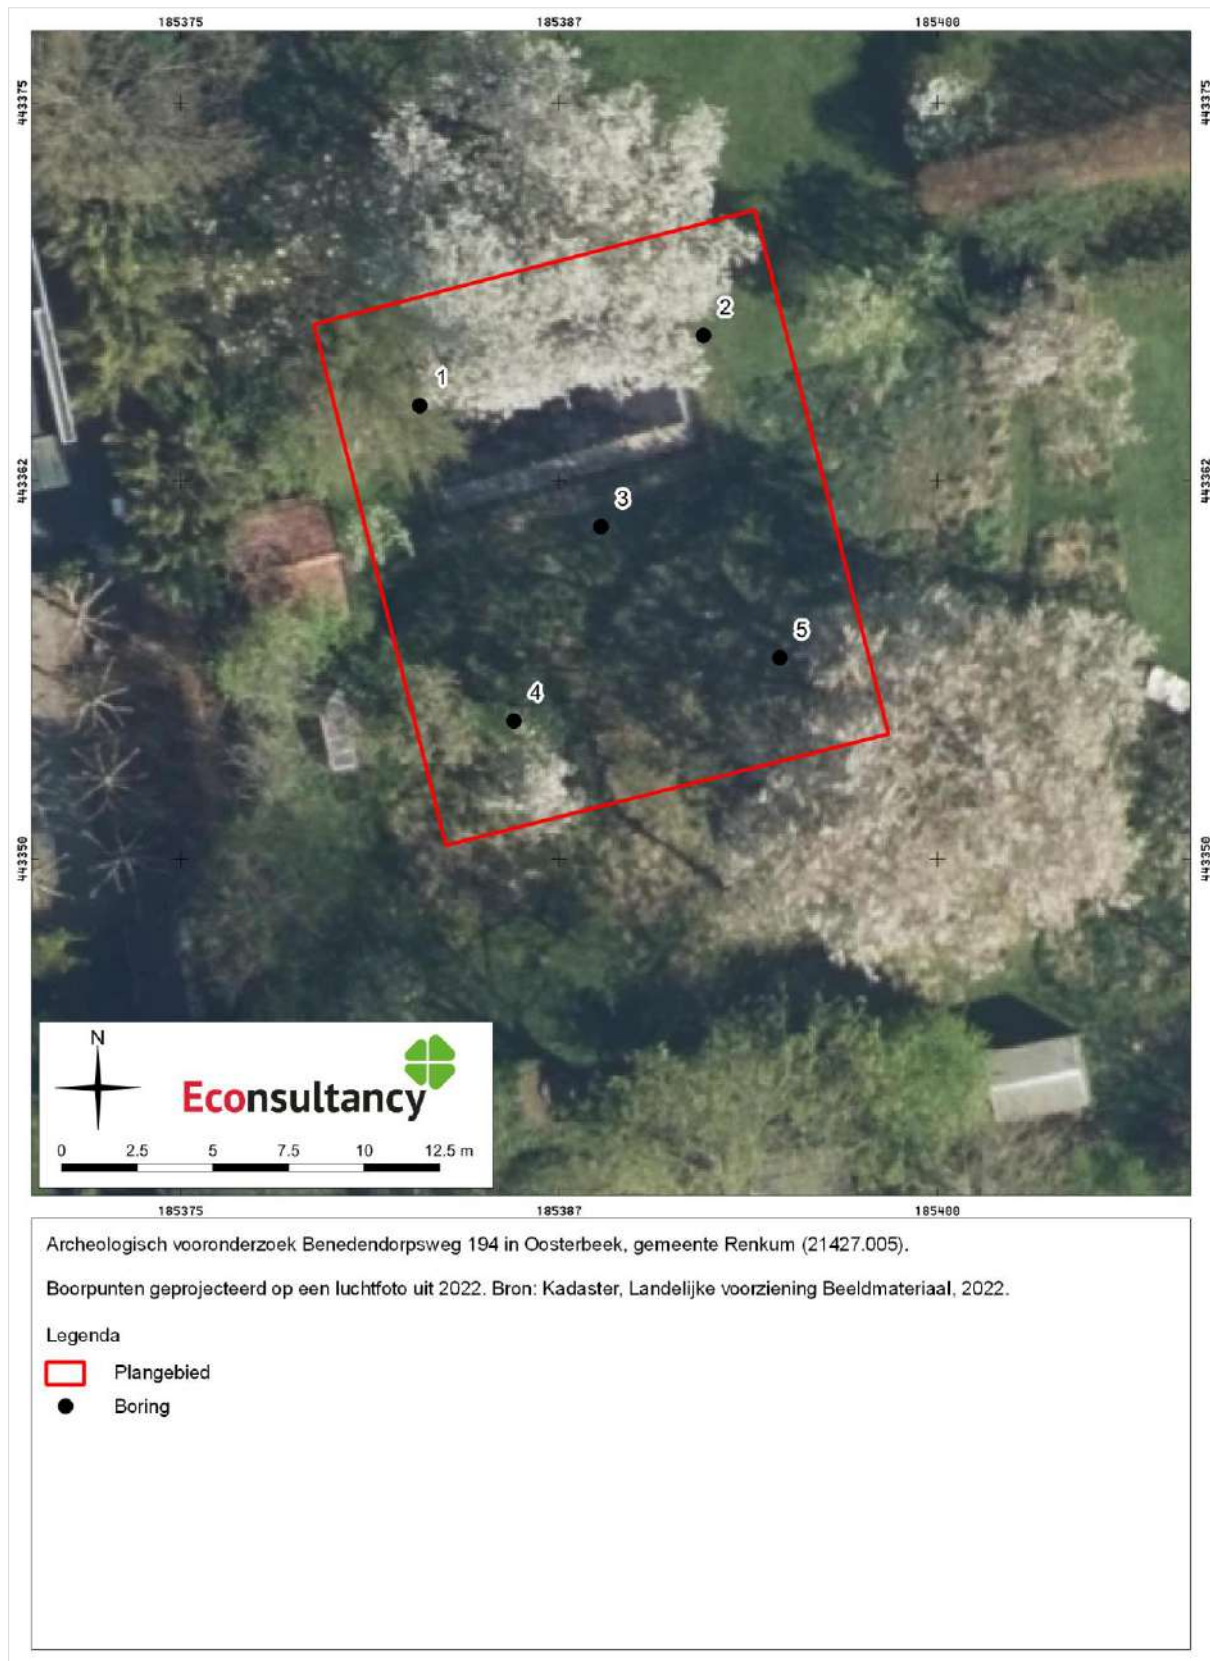 185375 185387 185400
443375 443375
2
1
443362 443362
3
5
4
443350 443350
N
Econsultancy
0 2.5 5 7.5 10 12.5 m
185375 185387 185400
Archeologisch vooronderzoek Benedendorpsweg 194 in Oosterbeek, gemeente Renkum (21427.005).
Boorpunten geprojecteerd op een luchtfoto uit 2022. Bron: Kadaster, Landelijke voorziening Beeldmateriaal, 2022.
Legenda
Plangebied
Boring